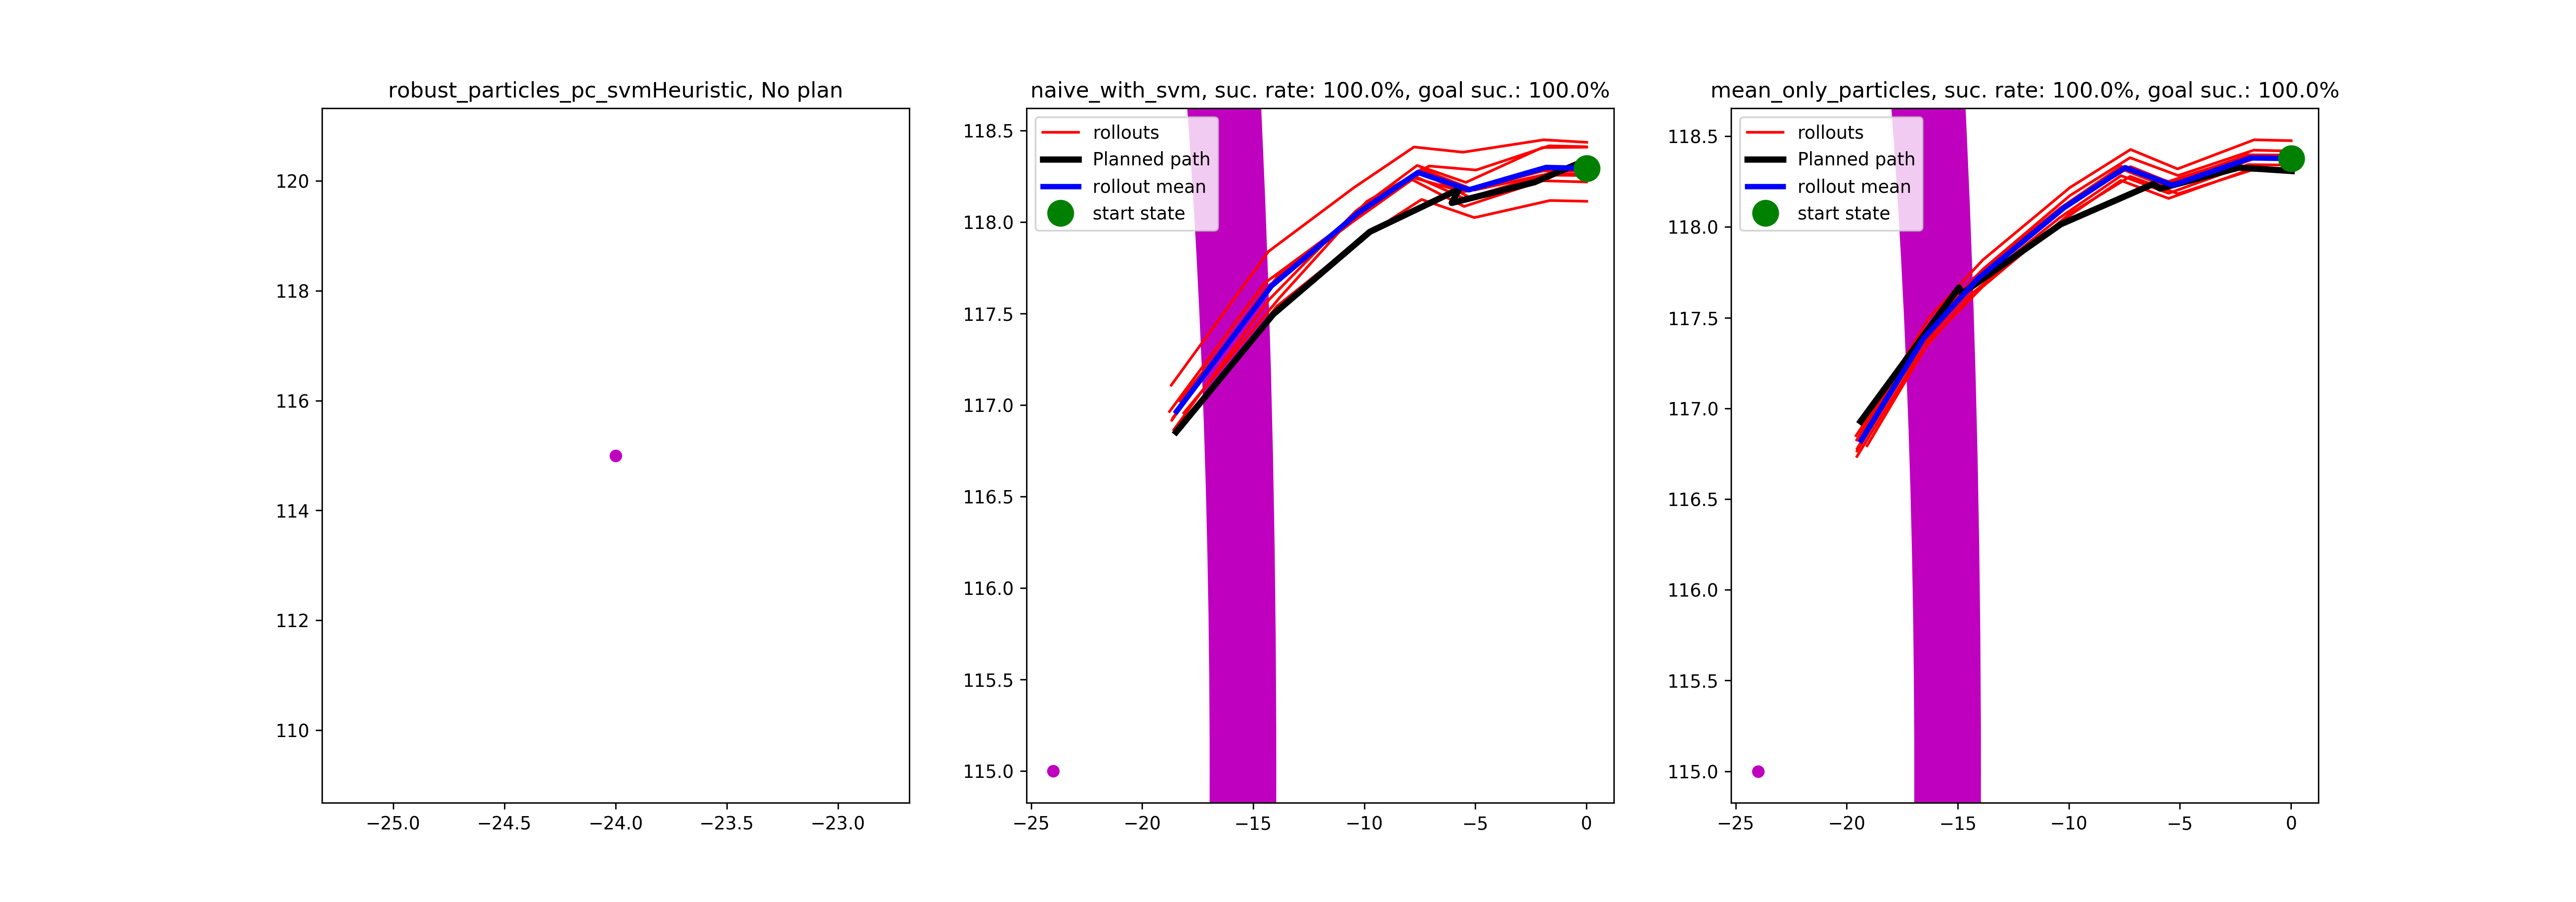 robust_particles_pc_svmHeuristic, No plan
120
118
116
114
112
110
−25.0 −24.5 −24.0 −23.5 −23.0
naive_with_svm, suc. rate: 100.0%, goal suc.: 100.0%
rollouts
Planned path
rollout mean
start state
118.5
118.0
117.5
117.0
116.5
116.0
115.5
115.0
−25 −20 −15 −10 −5 0
mean_only_particles, suc. rate: 100.0%, goal suc.: 100.0%
rollouts
Planned path
rollout mean
start state
118.5
118.0
117.5
117.0
116.5
116.0
115.5
115.0
−25 −20 −15 −10 −5 0